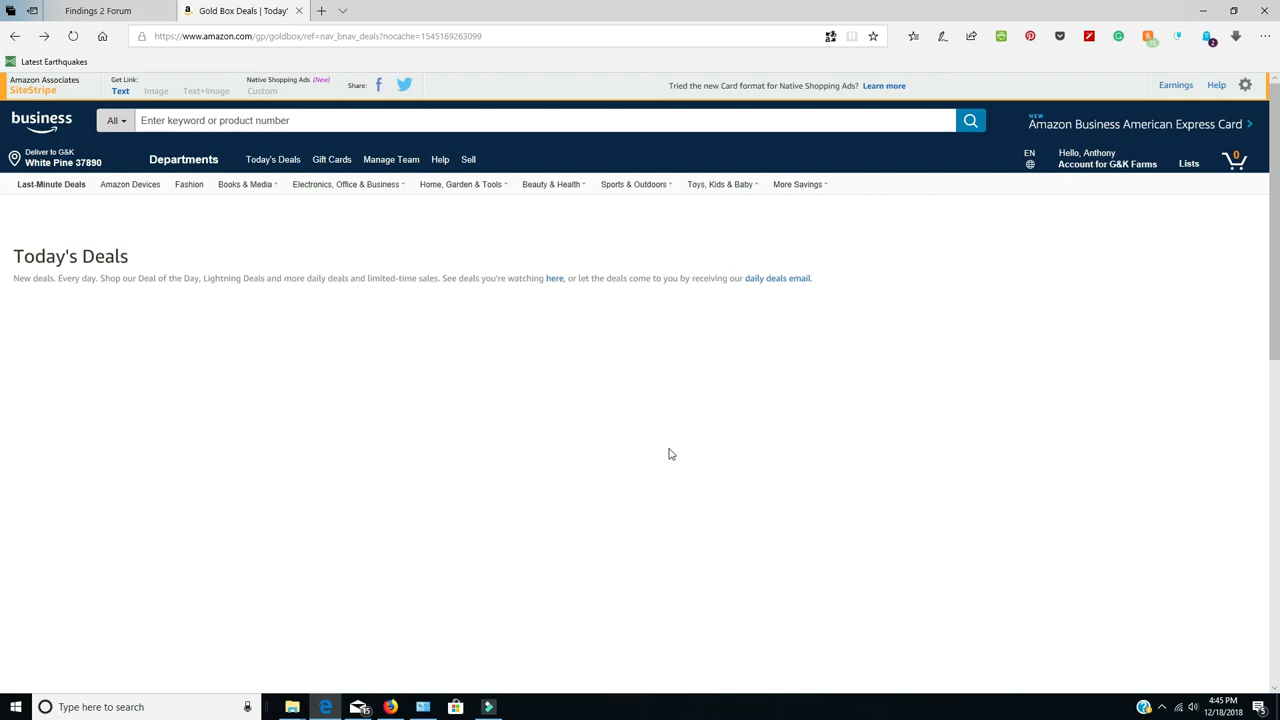 Findings 2 Forum
Gold Box Deals | Today'
https://www.amazon.com/gp/goldbox/ref=nav_bnav_deals?nocache=1545169263099
Latest Earthquakes
Amazon Associates
SiteStripe
Get Link:
Text Image Text+Image
Native Shopping Ads (New)
Custom
Share:
Tried the new Card format for Native Shopping Ads? Learn more
Earnings Help
business
All
Enter keyword or product number
NEW
Amazon Business American Express Card
Deliver to G&K
White Pine 37890
Departments
Today's Deals Gift Cards Manage Team Help Sell
EN
Hello, Anthony
Account for G&K Farms
Lists
0
Last-Minute Deals Amazon Devices Fashion Books & Media Electronics, Office & Business Home, Garden & Tools Beauty & Health Sports & Outdoors Toys, Kids & Baby More Savings
Today's Deals
New deals. Every day. Shop our Deal of the Day, Lightning Deals and more daily deals and limited-time sales. See deals you're watching here, or let the deals come to you by receiving our daily deals email.
Type here to search
15
4:45 PM
12/18/2018